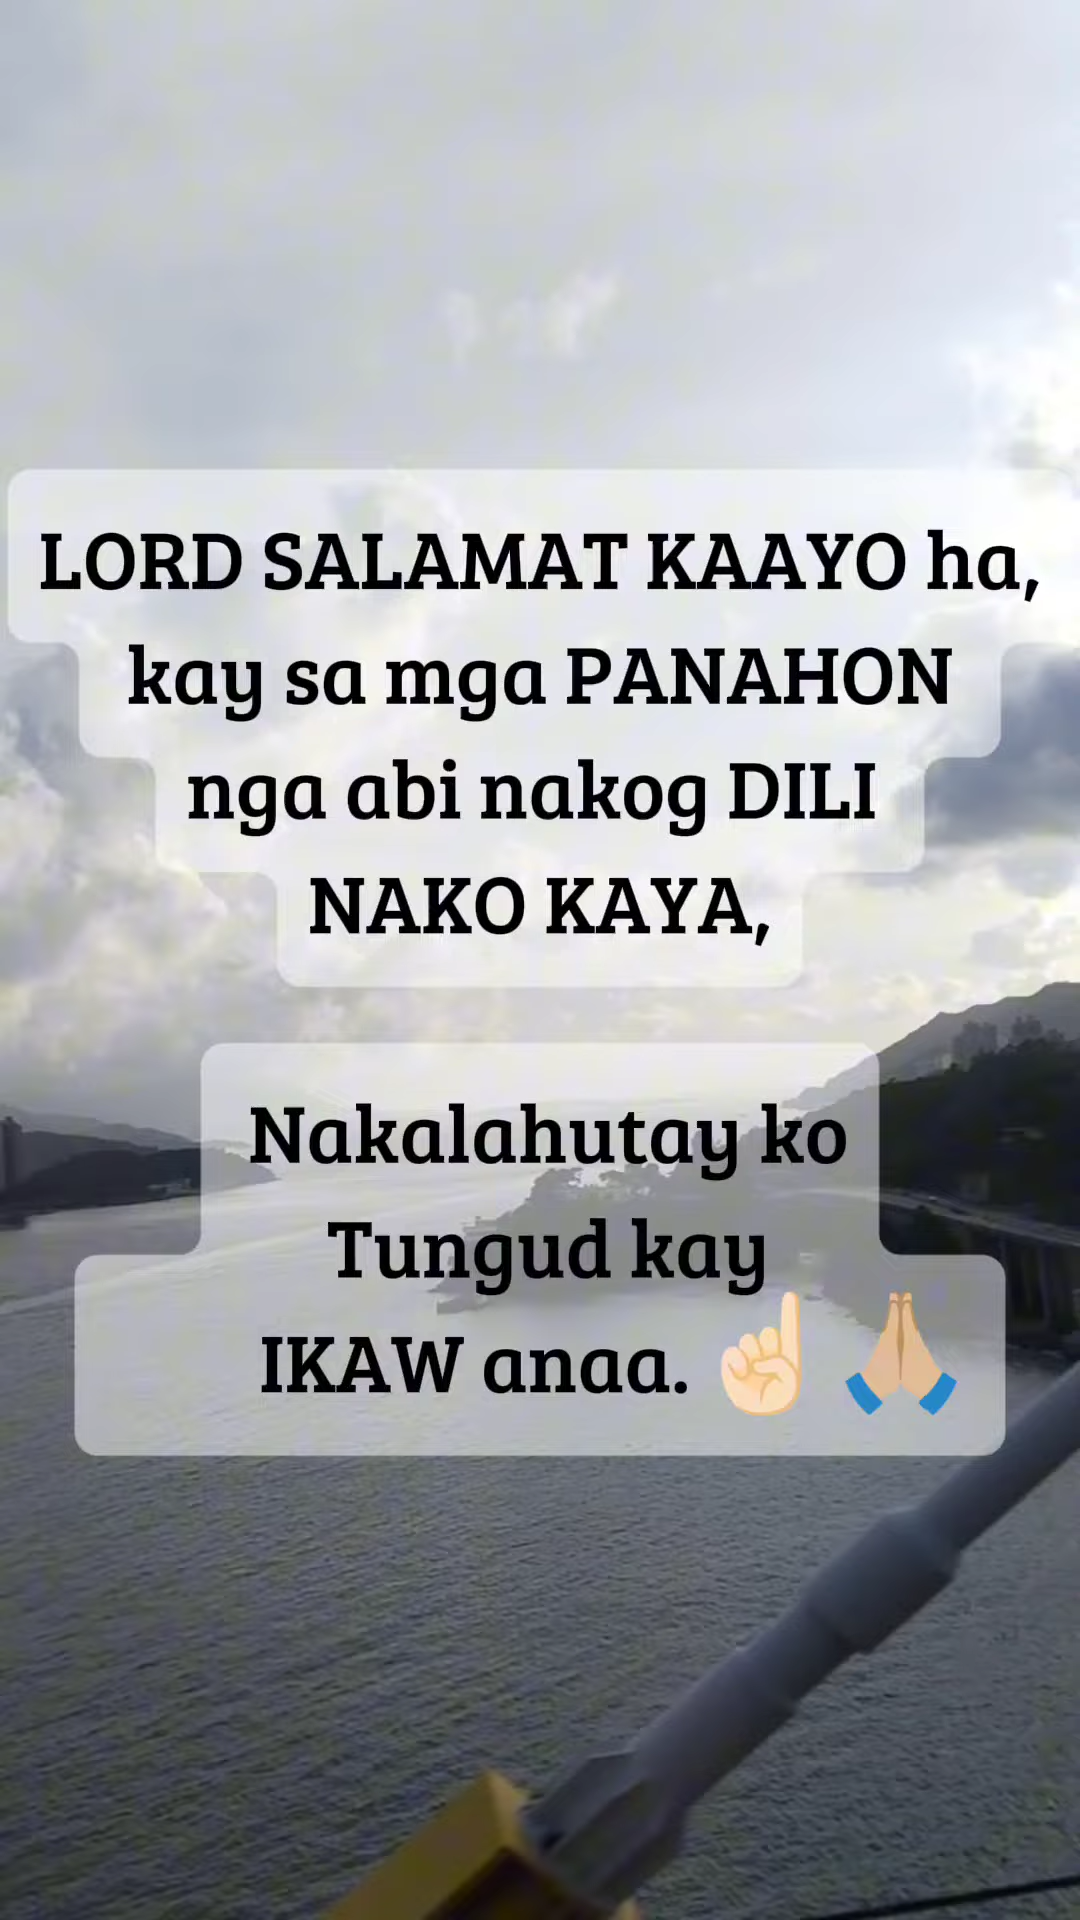 LORD SALAMAT KAAYO ha,
kay sa mga PANAHON
nga abi nakog DILI
NAKO KAYA,
Nakalahutay ko
Tungud kay
IKAW anaa. ☝🏻🙏🏻